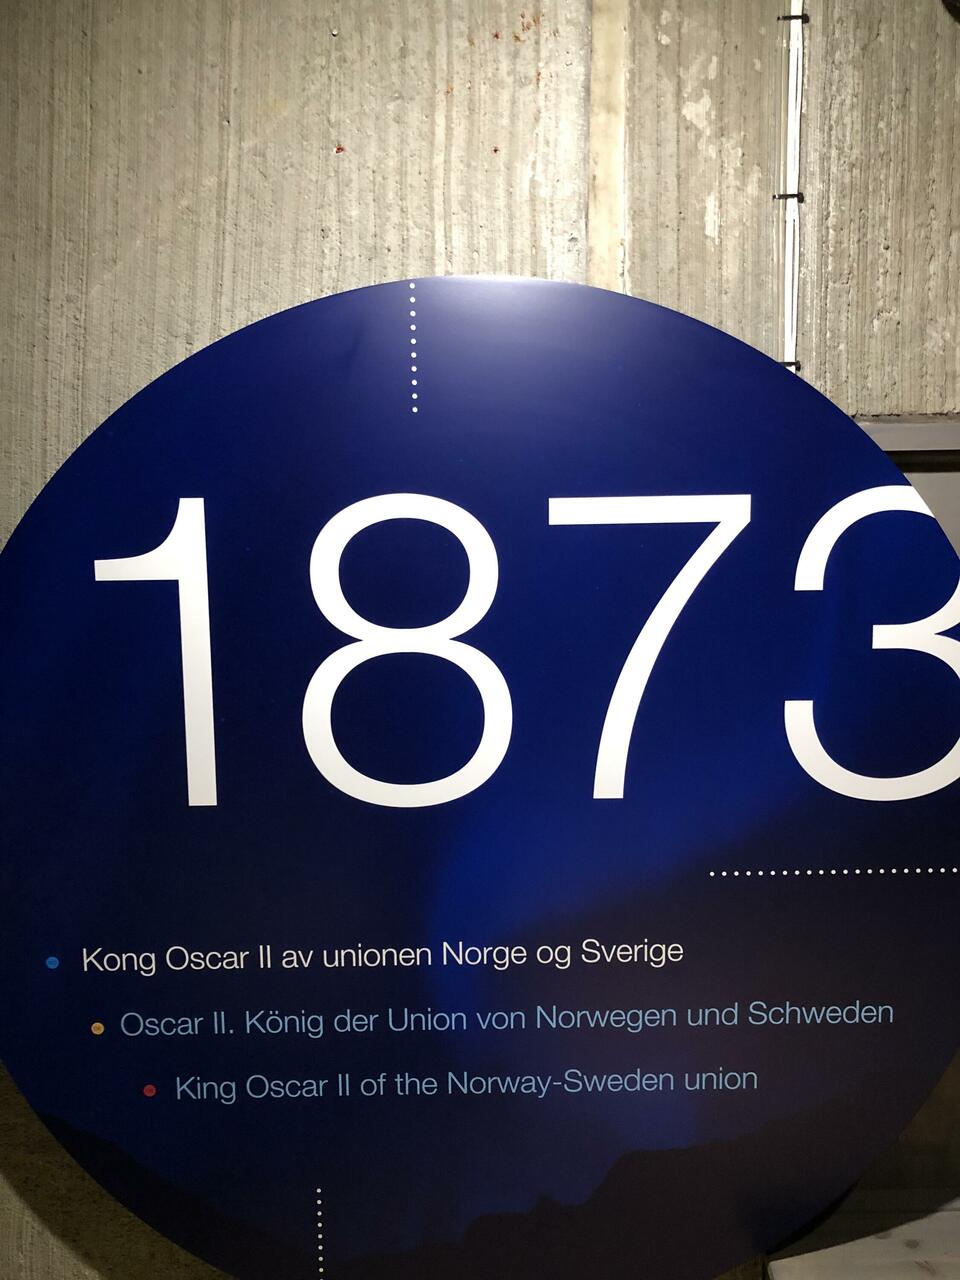 1873
Kong Oscar II av unionen Norge og Sverige
Oscar II. König der Union von Norwegen und Schweden
King Oscar II of the Norway-Sweden union